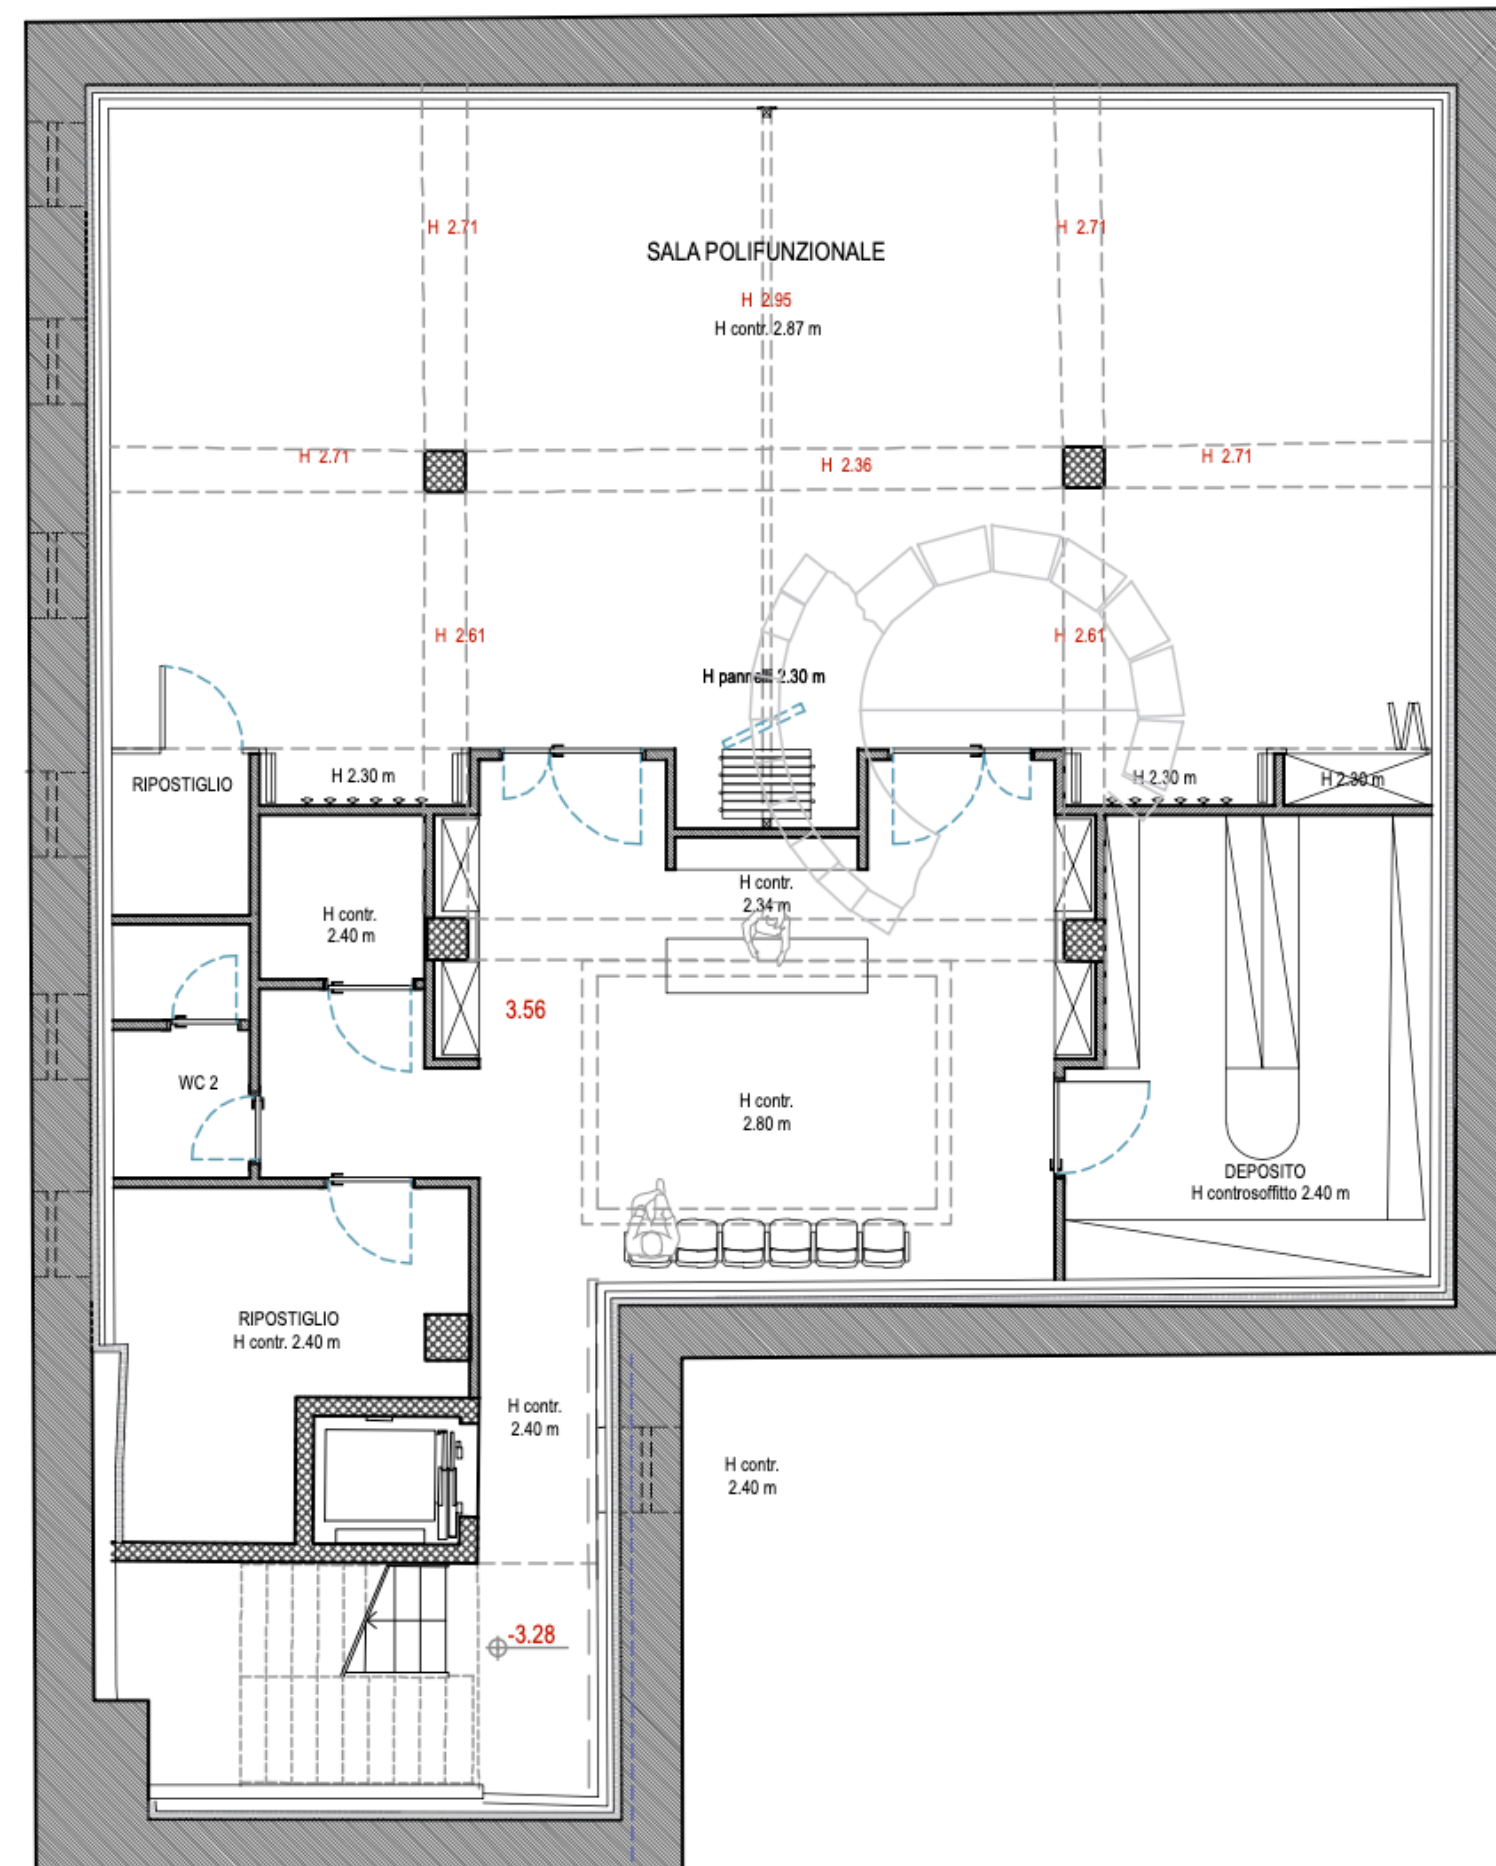 H 2.71
H 2.71
SALA POLIFUNZIONALE
H 2.95
H contr. 2.87 m
H 2.71
H 2.36
H 2.71
H 2.61
H 2.61
H pannelli 2.30 m
RIPOSTIGLIO
H 2.30 m
H 2.30 m
H 2.30 m
H contr.
2.34 m
H contr.
2.40 m
3.56
WC 2
H contr.
2.80 m
DEPOSITO
H controsoffitto 2.40 m
RIPOSTIGLIO
H contr. 2.40 m
H contr.
2.40 m
H contr.
2.40 m
-3.28